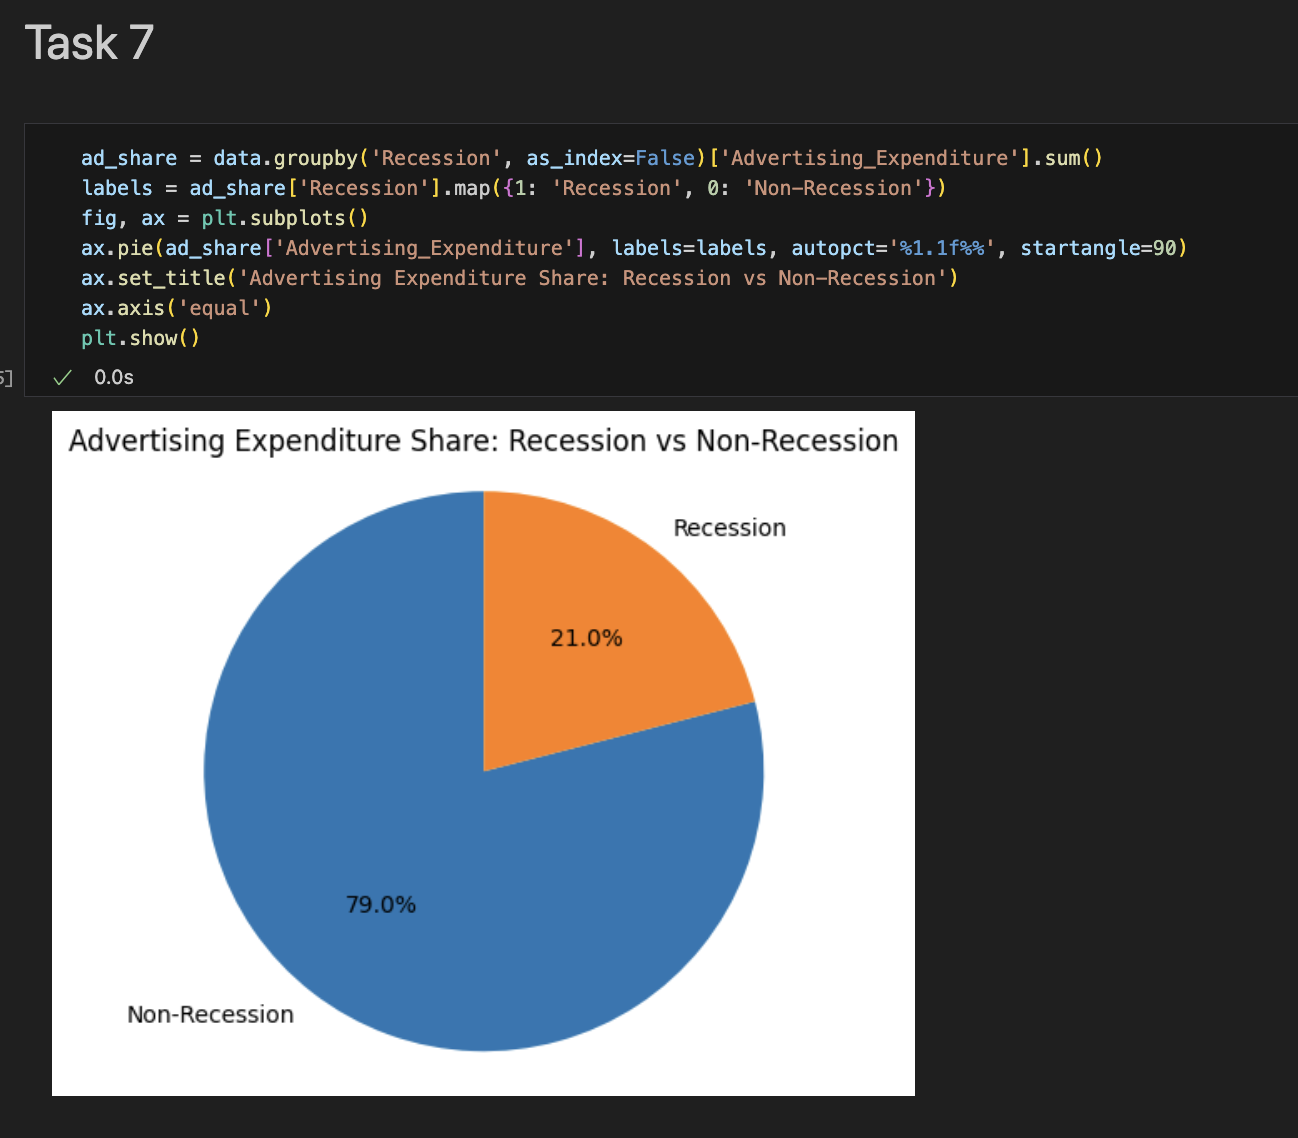 Task 7
ad_share = data.groupby('Recession', as_index=False)['Advertising_Expenditure'].sum()
labels = ad_share['Recession'].map({1: 'Recession', 0: 'Non-Recession'})
fig, ax = plt.subplots()
ax.pie(ad_share['Advertising_Expenditure'], labels=labels, autopct='%1.1f%%', startangle=90)
ax.set_title('Advertising Expenditure Share: Recession vs Non-Recession')
ax.axis('equal')
plt.show()
0.0s
Advertising Expenditure Share: Recession vs Non-Recession
Recession
21.0%
79.0%
Non-Recession